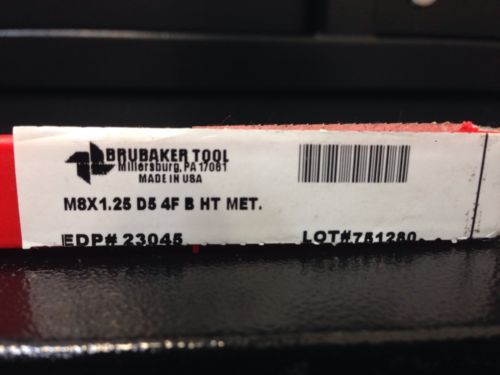 BRUBAKER TOOL
Millersburg, PA 17061
MADE IN USA
M8X1.25 D5 4F B HT MET.
EDP# 23045
LOT#751280